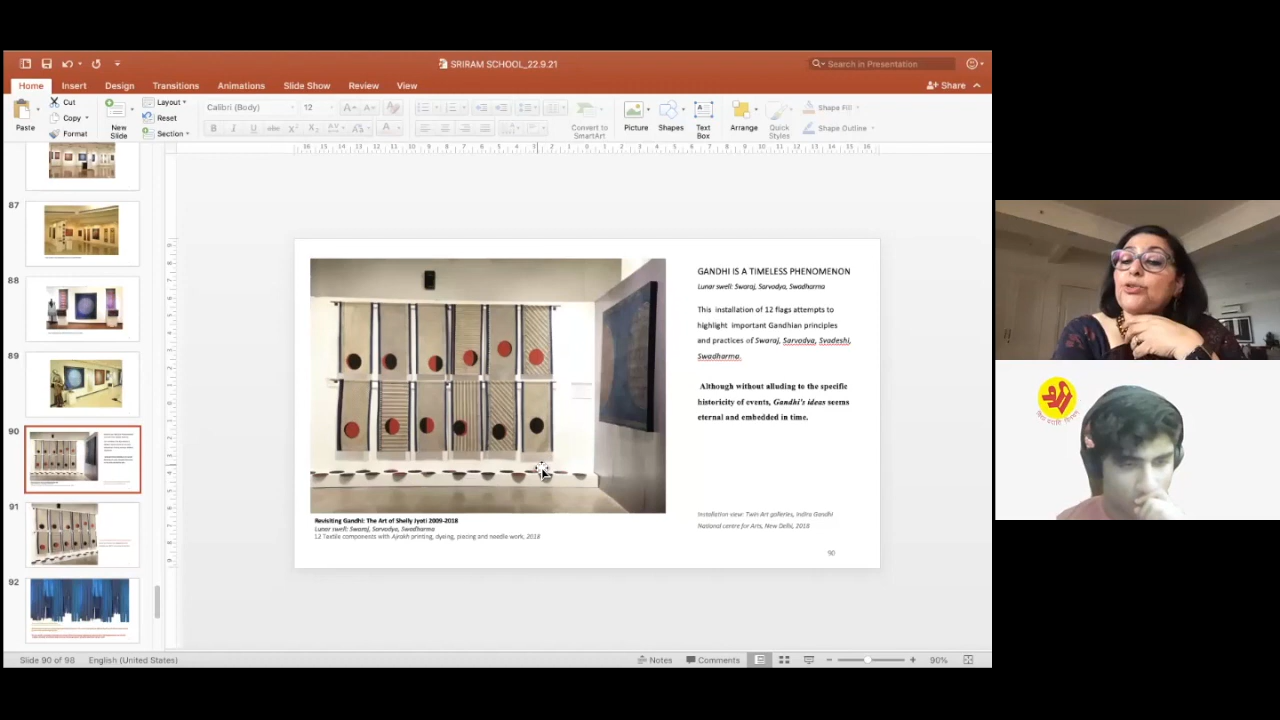 SRIRAM SCHOOL_22.9.21
Search in Presentation
Home
Insert
Design
Transitions
Animations
Slide Show
Review
View
Share
Paste
Cut
Copy
Format
New Slide
Layout
Reset
Section
Calibri (Body)
12
Convert to SmartArt
Picture
Shapes
Text Box
Arrange
Quick Styles
Shape Fill
Shape Outline
87
88
89
90
91
92
GANDHI IS A TIMELESS PHENOMENON
Lunar swell: Swaraj, Sarvodya, Swadharma
This installation of 12 flags attempts to
highlight important Gandhian principles
and practices of Swaraj, Sarvodya, Svadeshi,
Swadharma.
Although without alluding to the specific
historicity of events, Gandhi's ideas seems
eternal and embedded in time.
Installation view: Twin Art galleries, Indira Gandhi
National centre for Arts, New Delhi, 2018
Revisiting Gandhi: The Art of Shelly Jyoti 2009-2018
Lunar swell: Swaraj, Sarvodya, Swadharma
12 Textile components with Ajrakh printing, dyeing, piecing and needle work, 2018
90
Slide 90 of 98
English (United States)
Notes
Comments
90%